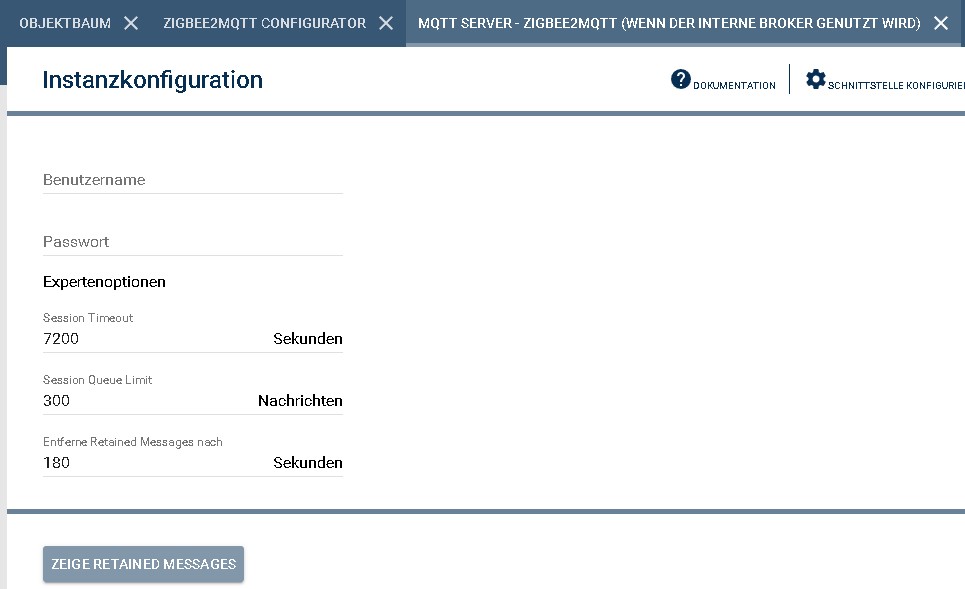 OBJEKTBAUM ZIGBEE2MQTT CONFIGURATOR MQTT SERVER - ZIGBEE2MQTT (WENN DER INTERNE BROKER GENUTZT WIRD)
Instanzkonfiguration
DOKUMENTATION SCHNITTSTELLE KONFIGURIE
Benutzername
Passwort
Expertenoptionen
Session Timeout
7200 Sekunden
Session Queue Limit
300 Nachrichten
Entferne Retained Messages nach
180 Sekunden
ZEIGE RETAINED MESSAGES